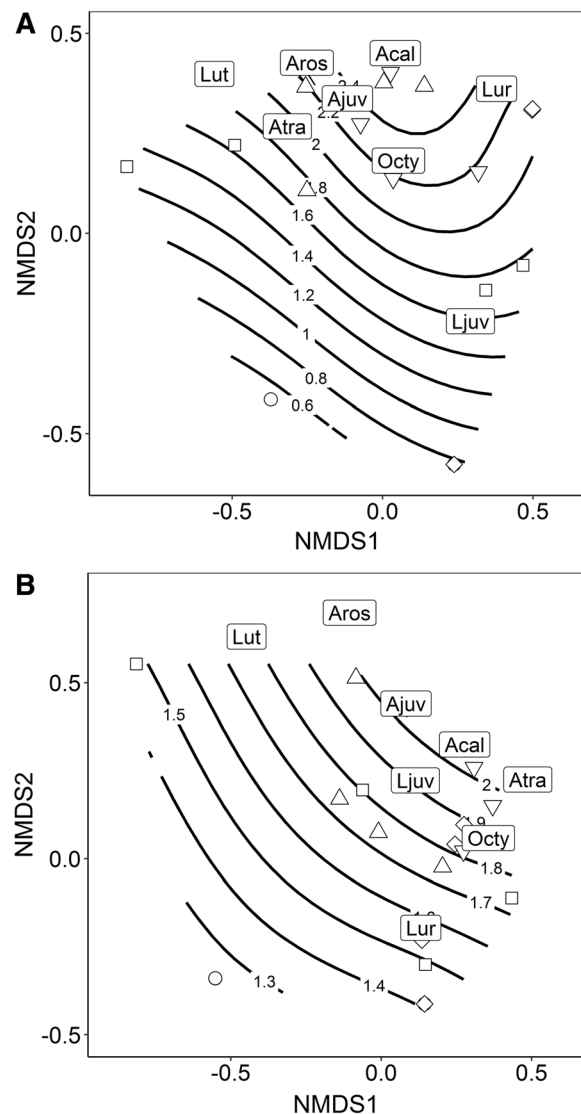 A
0.5
0.0
-0.5
NMDS2
Lut
Aros
Acal
Ajuv
Lur
Atra
Octy
Ljuv
2.2
2
1.6
1.4
1.2
1
0.8
0.6
-0.5 0.0 0.5
NMDS1
B
0.5
0.0
-0.5
NMDS2
Aros
Lut
Ajuv
Acal
Atra
Ljuv
Octy
Lur
1.5
2
1.8
1.7
1.4
1.3
-0.5 0.0 0.5
NMDS1